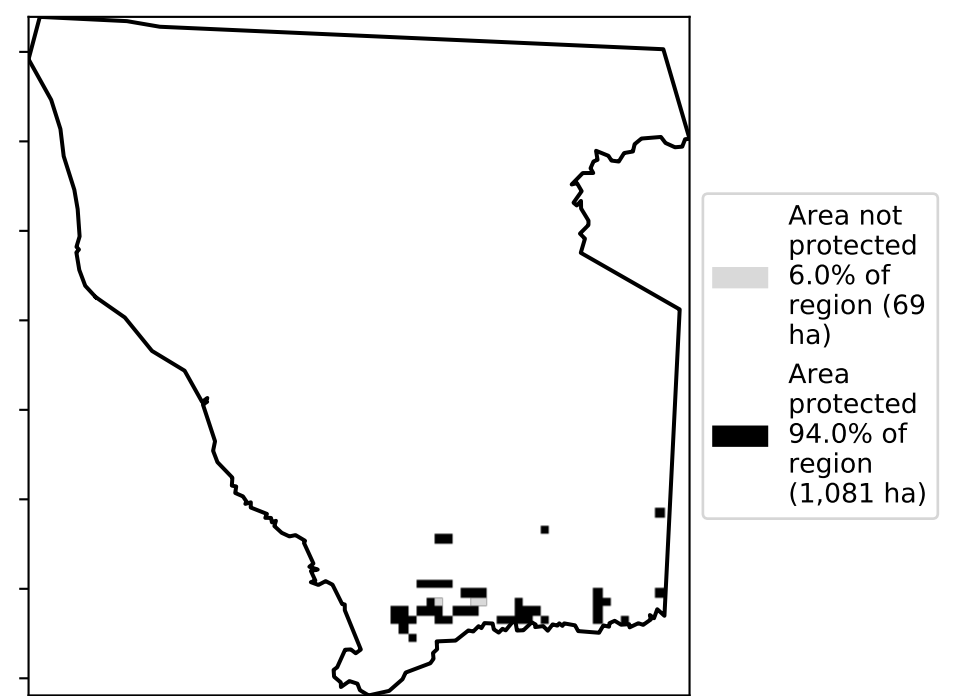 Area not
protected
6.0% of
region (69
ha)
Area
protected
94.0% of
region
(1,081 ha)